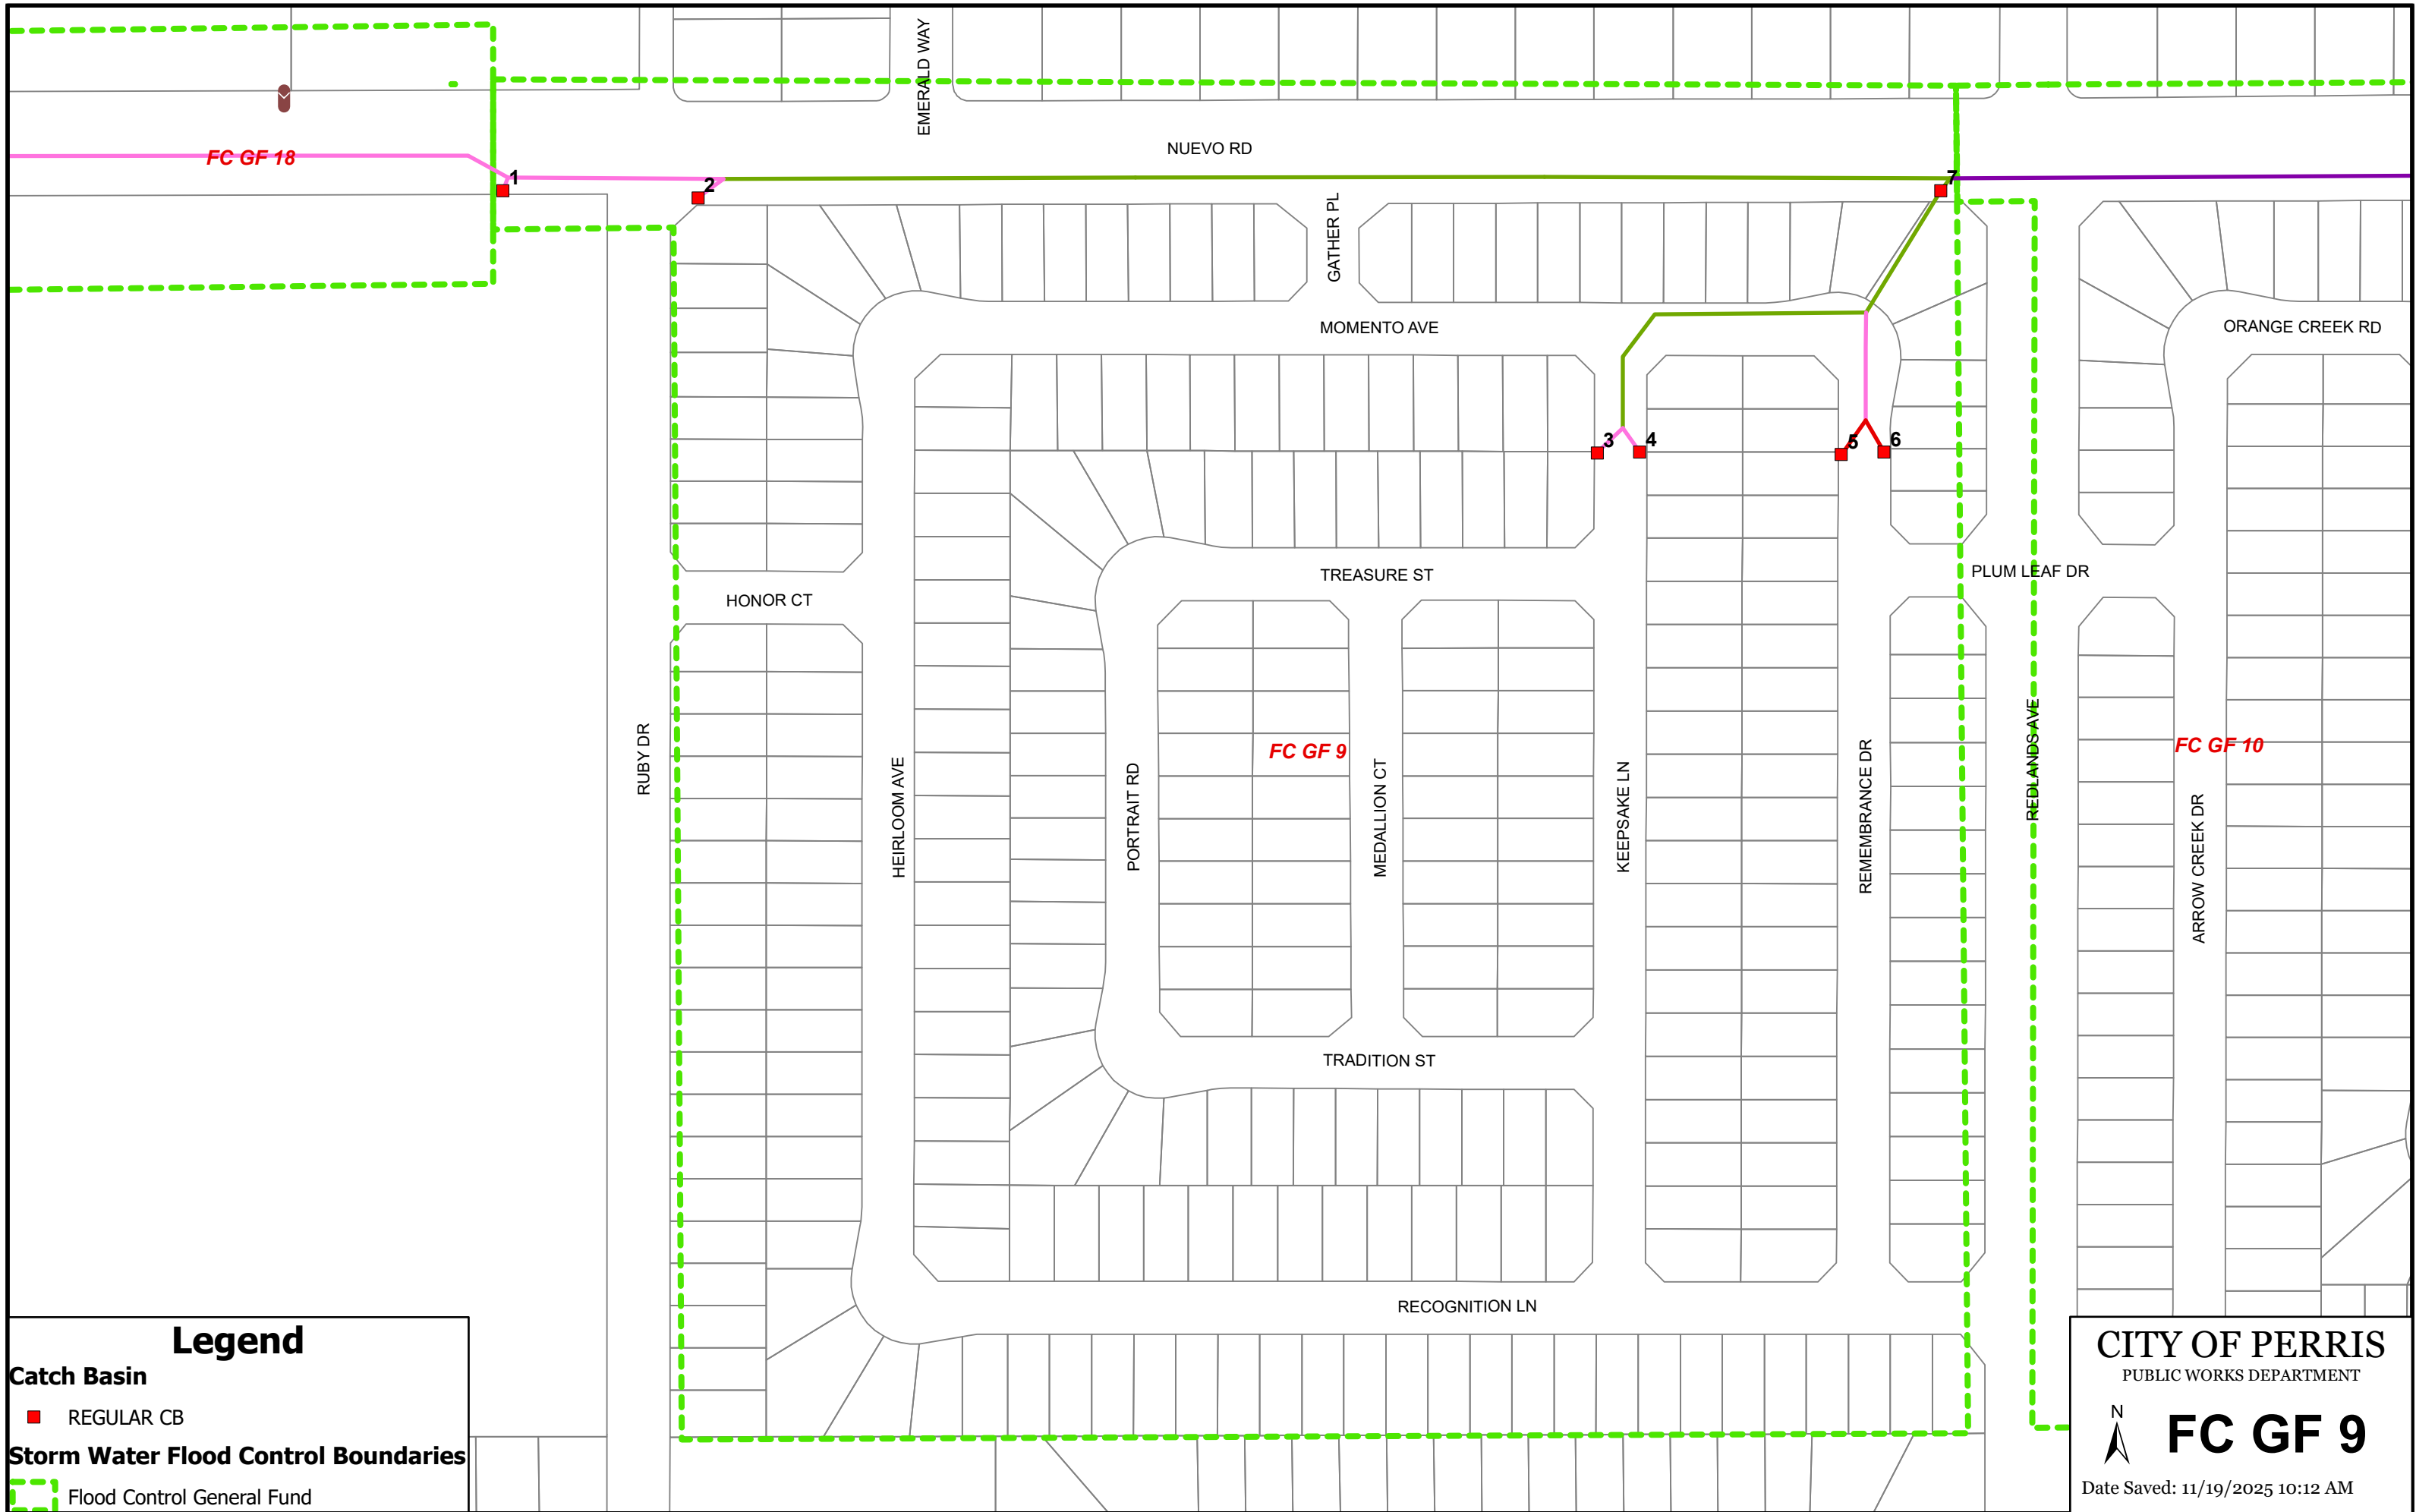 EMERALD WAY
NUEVO RD
FC GF 18
1
2
7
GATHER PL
MOMENTO AVE
ORANGE CREEK RD
3
4
5
6
TREASURE ST
PLUM LEAF DR
HONOR CT
RUBY DR
HEIRLOOM AVE
PORTRAIT RD
FC GF 9
MEDALLION CT
KEEPSAKE LN
REMEMBRANCE DR
REDLANDS AVE
FC GF 10
ARROW CREEK DR
TRADITION ST
RECOGNITION LN
Legend
Catch Basin
REGULAR CB
Storm Water Flood Control Boundaries
Flood Control General Fund
CITY OF PERRIS
PUBLIC WORKS DEPARTMENT
N
FC GF 9
Date Saved: 11/19/2025 10:12 AM